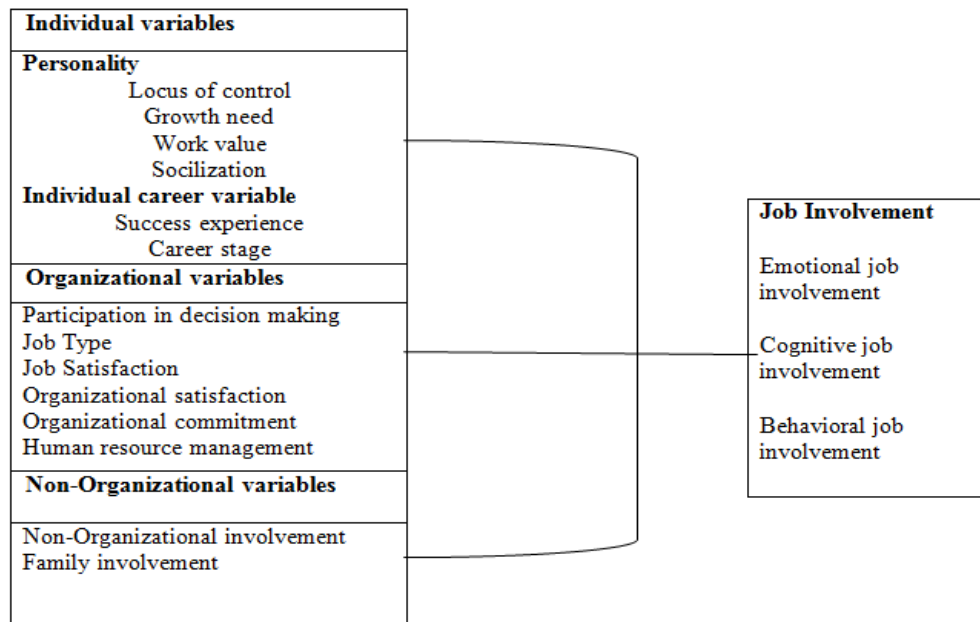 Individual variables
Personality
Locus of control
Growth need
Work value
Socilization
Individual career variable
Success experience
Career stage
Organizational variables
Participation in decision making
Job Type
Job Satisfaction
Organizational satisfaction
Organizational commitment
Human resource management
Non-Organizational variables
Non-Organizational involvement
Family involvement
Job Involvement
Emotional job
involvement
Cognitive job
involvement
Behavioral job
involvement